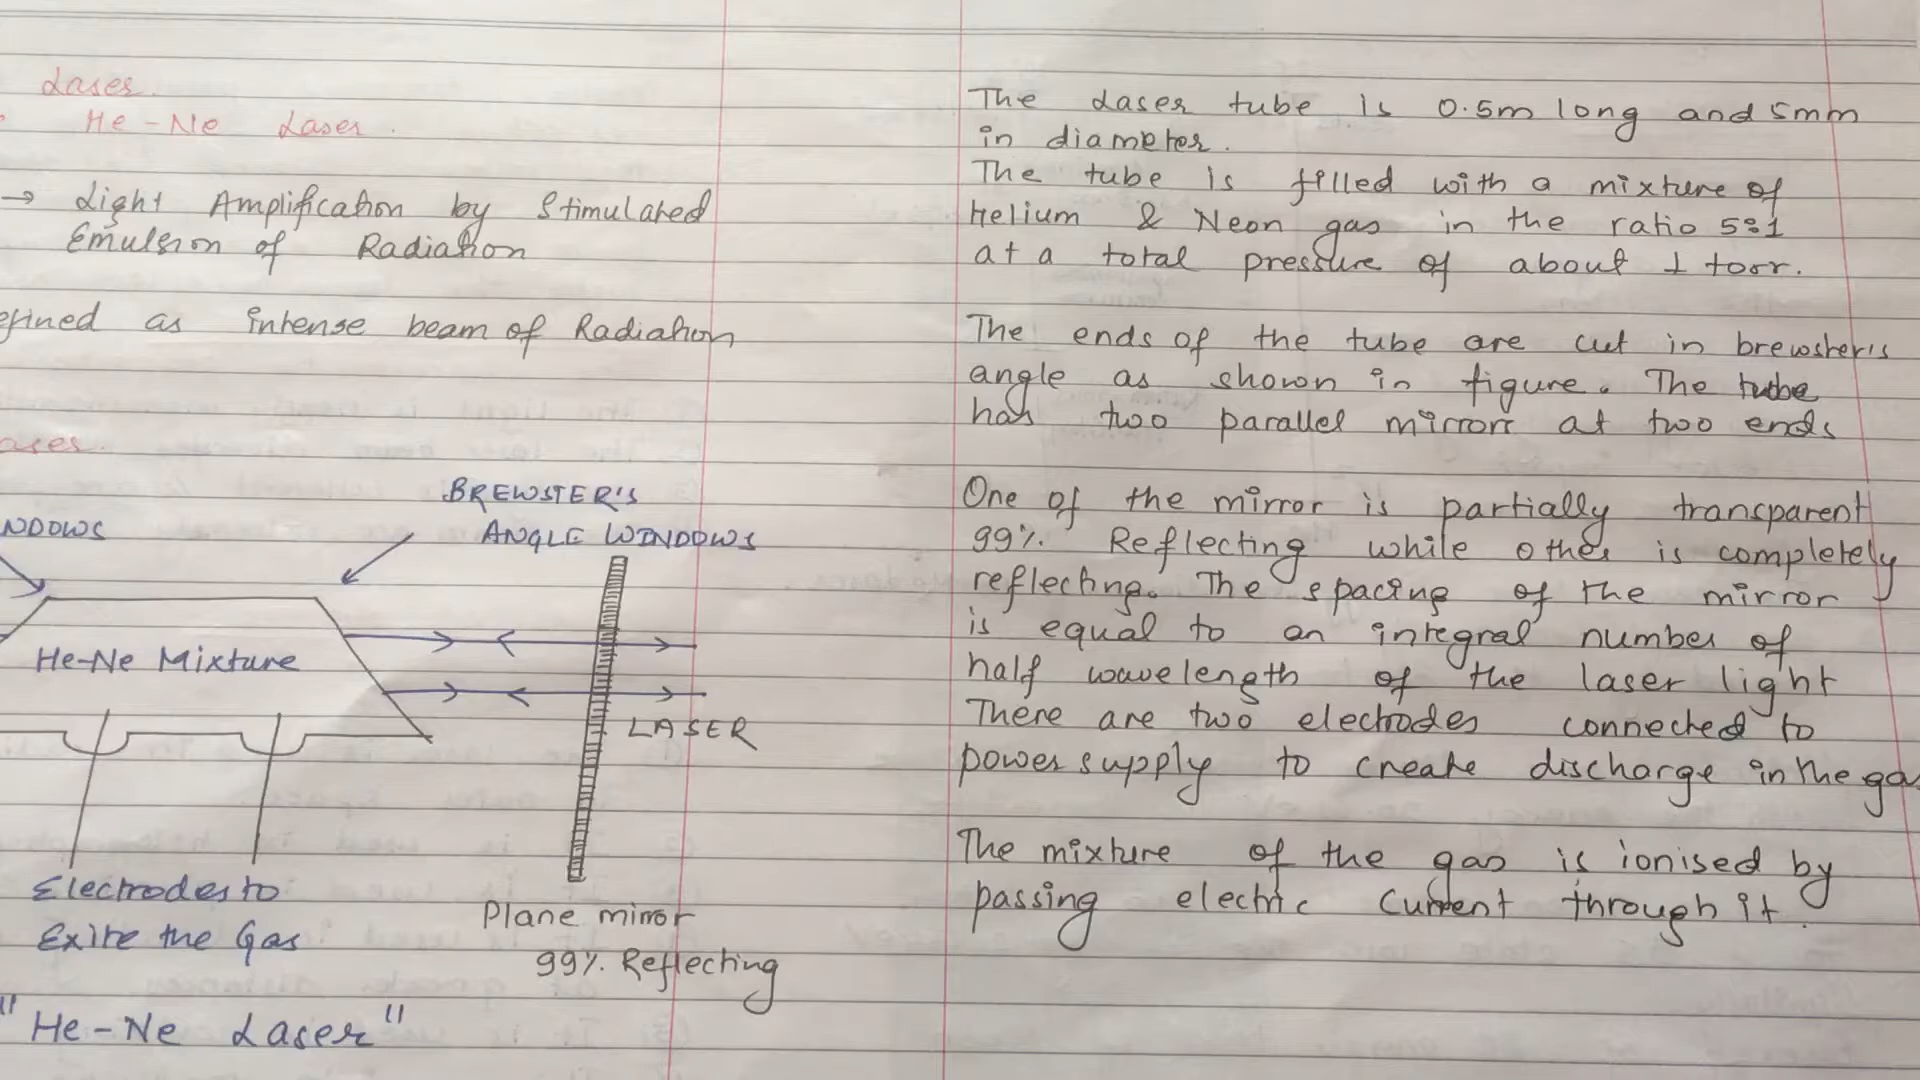 Laser.
He-Ne Laser.
→ Light Amplification by Stimulated
Emulsion of Radiation
efined as intense beam of Radiation
aser.
BREWSTER'S
ANGLE WINDOWS
NDOWS
He-Ne Mixture
LASER
Electrodes to
Exite the Gas
Plane mirror
99% Reflecting
"He-Ne Laser"
The Laser tube is 0.5m long and 5mm
in diameter.
The tube is filled with a mixture of
Helium & Neon gas in the ratio 5:1
at a total pressure of about 1 torr.
The ends of the tube are cut in brewster's
angle as shown in figure. The tube
has two parallel mirrors at two ends
One of the mirror is partially transparent
99% Reflecting while other is completely
reflecting. The spacing of the mirror
is equal to an integral number of
half wavelength of the laser light
There are two electrodes connected to
power supply to create discharge in the ga
The mixture of the gas is ionised by
passing electric current through it.